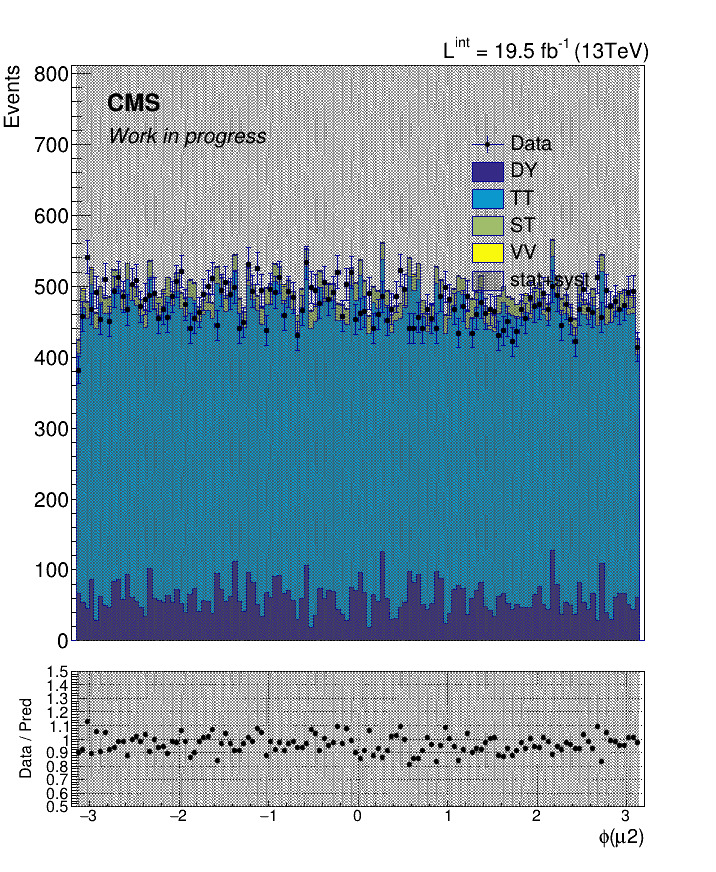 L^int = 19.5 fb^-1 (13TeV)
Events
800
700
600
500
400
300
200
100
0
CMS
Work in progress
Data
DY
TT
ST
VV
stat+syst
Data / Pred
1.5
1.4
1.3
1.2
1.1
1
0.9
0.8
0.7
0.6
0.5
−3
−2
−1
0
1
2
3
ϕ(μ2)